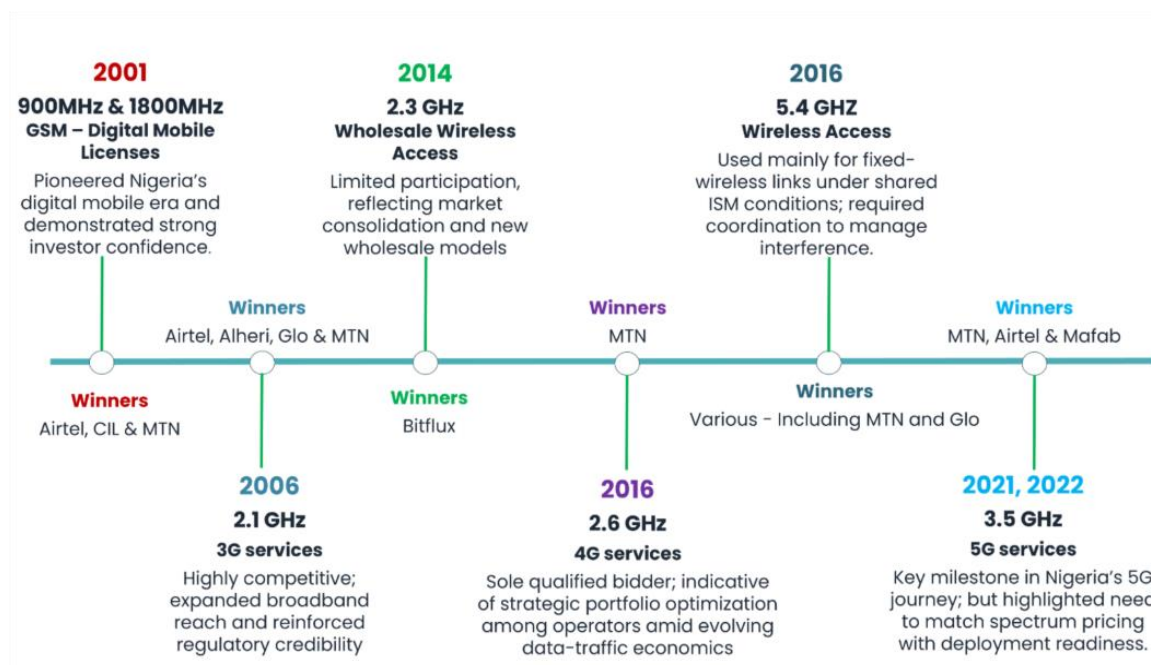 2001
900MHz & 1800MHz
GSM – Digital Mobile
Licenses
Pioneered Nigeria's
digital mobile era and
demonstrated strong
investor confidence.
Winners
Airtel, CIL & MTN
Winners
Airtel, Alheri, Glo & MTN
2006
2.1 GHz
3G services
Highly competitive;
expanded broadband
reach and reinforced
regulatory credibility
2014
2.3 GHz
Wholesale Wireless
Access
Limited participation,
reflecting market
consolidation and new
wholesale models
Winners
Bitflux
Winners
MTN
2016
2.6 GHz
4G services
Sole qualified bidder; indicative
of strategic portfolio optimization
among operators amid evolving
data-traffic economics
2016
5.4 GHZ
Wireless Access
Used mainly for fixed-
wireless links under shared
ISM conditions; required
coordination to manage
interference.
Winners
Various - Including MTN and Glo
Winners
MTN, Airtel & Mafab
2021, 2022
3.5 GHz
5G services
Key milestone in Nigeria's 5G
journey; but highlighted need
to match spectrum pricing
with deployment readiness.